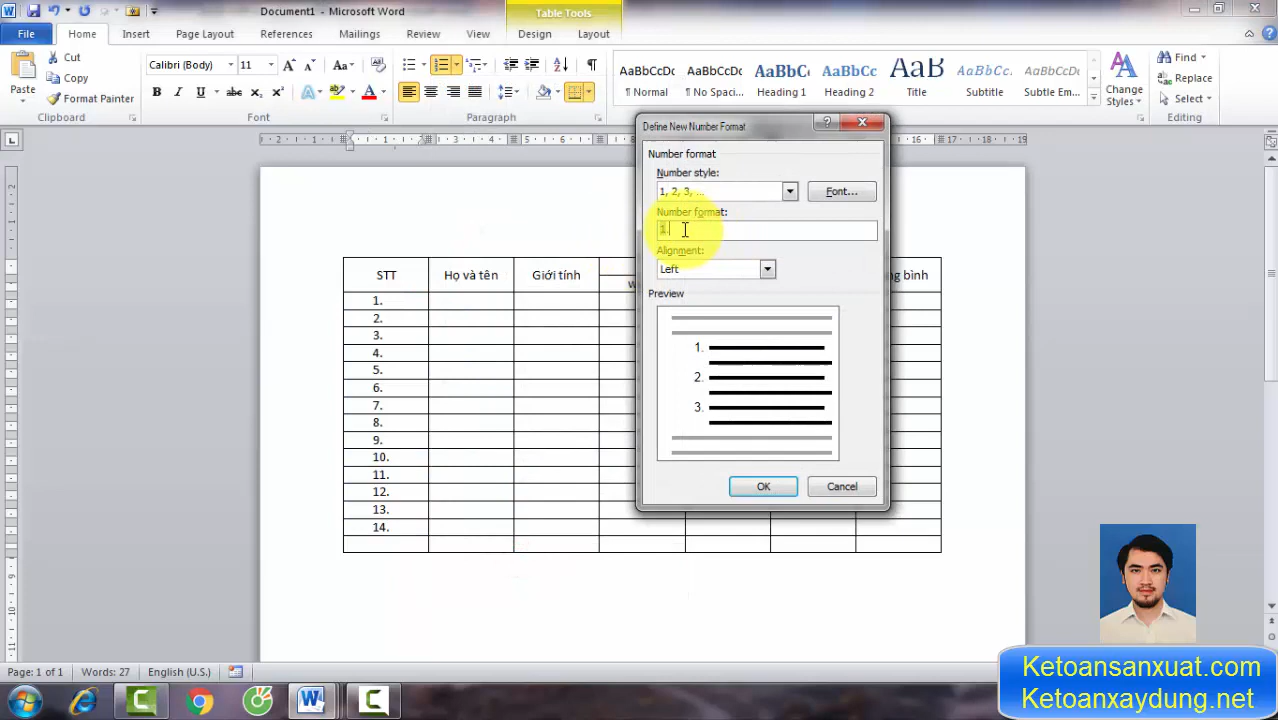 Document1 - Microsoft Word
Table Tools
File Home Insert Page Layout References Mailings Review View Design Layout
Paste
Cut
Copy
Format Painter
Clipboard
Calibri (Body) 11
Font
Paragraph
AaBbCcDc
¶ Normal
AaBbCcDc
¶ No Spaci...
AaBbC
Heading 1
AaBbCc
Heading 2
AaB
Title
AaBbCc.
Subtitle
AaBbCcDc
Subtle Em...
Change
Styles
Find
Replace
Select
Editing
Define New Number Format
Number format
Number style:
1, 2, 3, ...
Font...
Number format:
1.
Alignment:
Left
Preview
1.
2.
3.
OK
Cancel
STT
Họ và tên
Giới tính
g bình
1.
2.
3.
4.
5.
6.
7.
8.
9.
10.
11.
12.
13.
14.
Page: 1 of 1
Words: 27
English (U.S.)
Ketoansanxuat.com
Ketoanxaydung.net